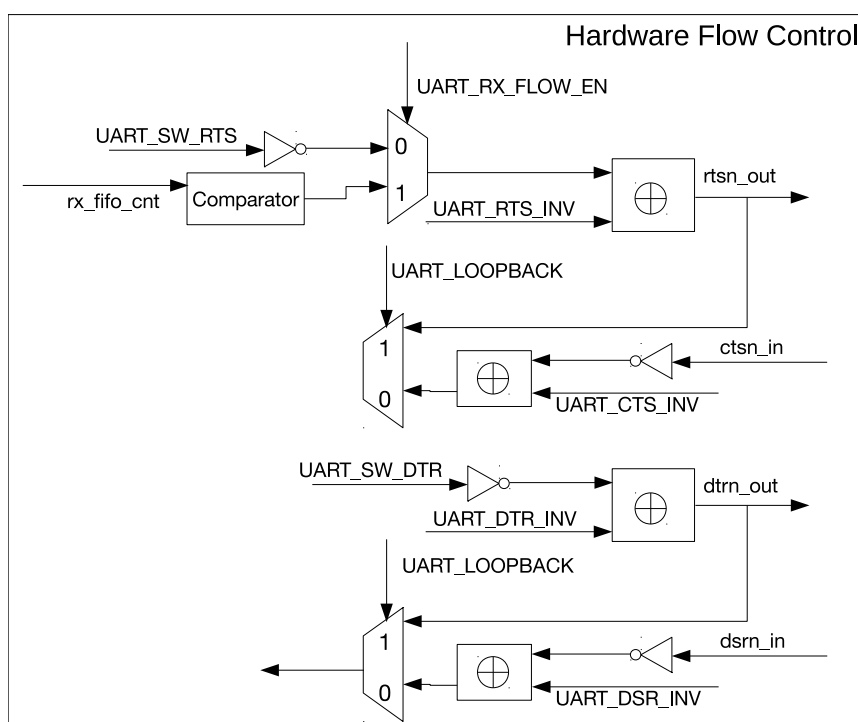 Hardware Flow Control
UART_RX_FLOW_EN
UART_SW_RTS
0
rtsn_out
1
Comparator
rx_fifo_cnt
UART_RTS_INV
UART_LOOPBACK
1
ctsn_in
0
UART_CTS_INV
UART_SW_DTR
dtrn_out
UART_DTR_INV
UART_LOOPBACK
1
dsrn_in
0
UART_DSR_INV